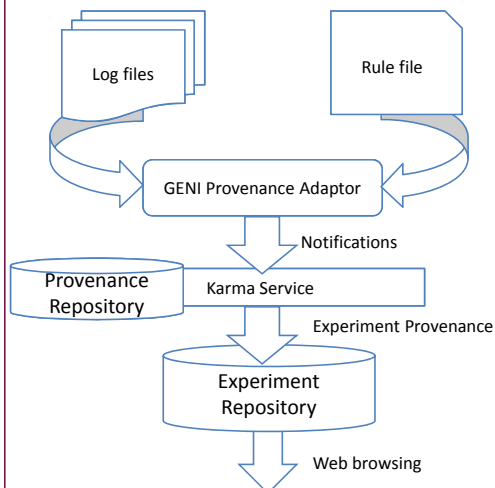 Log files
Rule file
GENI Provenance Adaptor
Notifications
Provenance
Repository
Karma Service
Experiment Provenance
Experiment
Repository
Web browsing